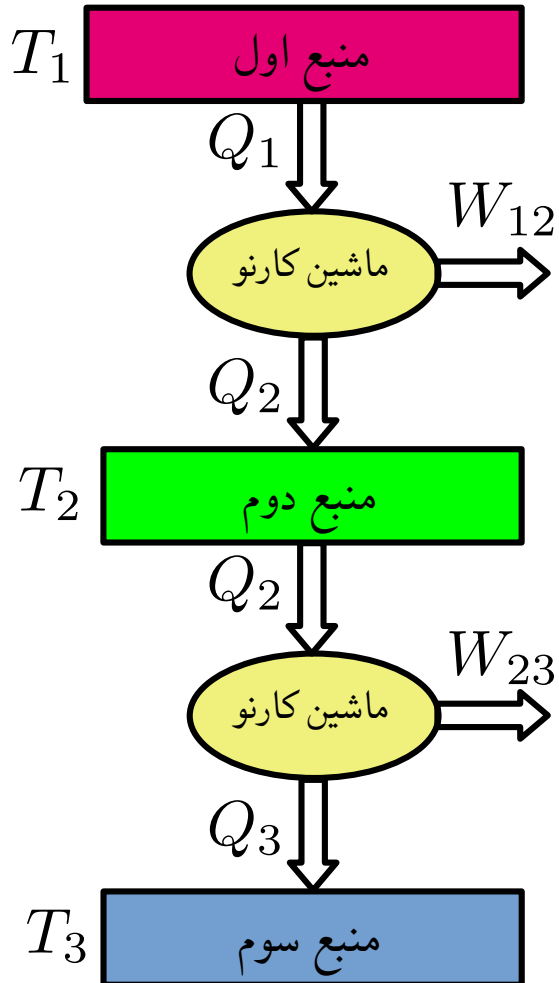 T₁
منبع اول
Q₁
W₁₂
ماشین کارنو
Q₂
T₂
منبع دوم
Q₂
W₂₃
ماشین کارنو
Q₃
T₃
منبع سوم